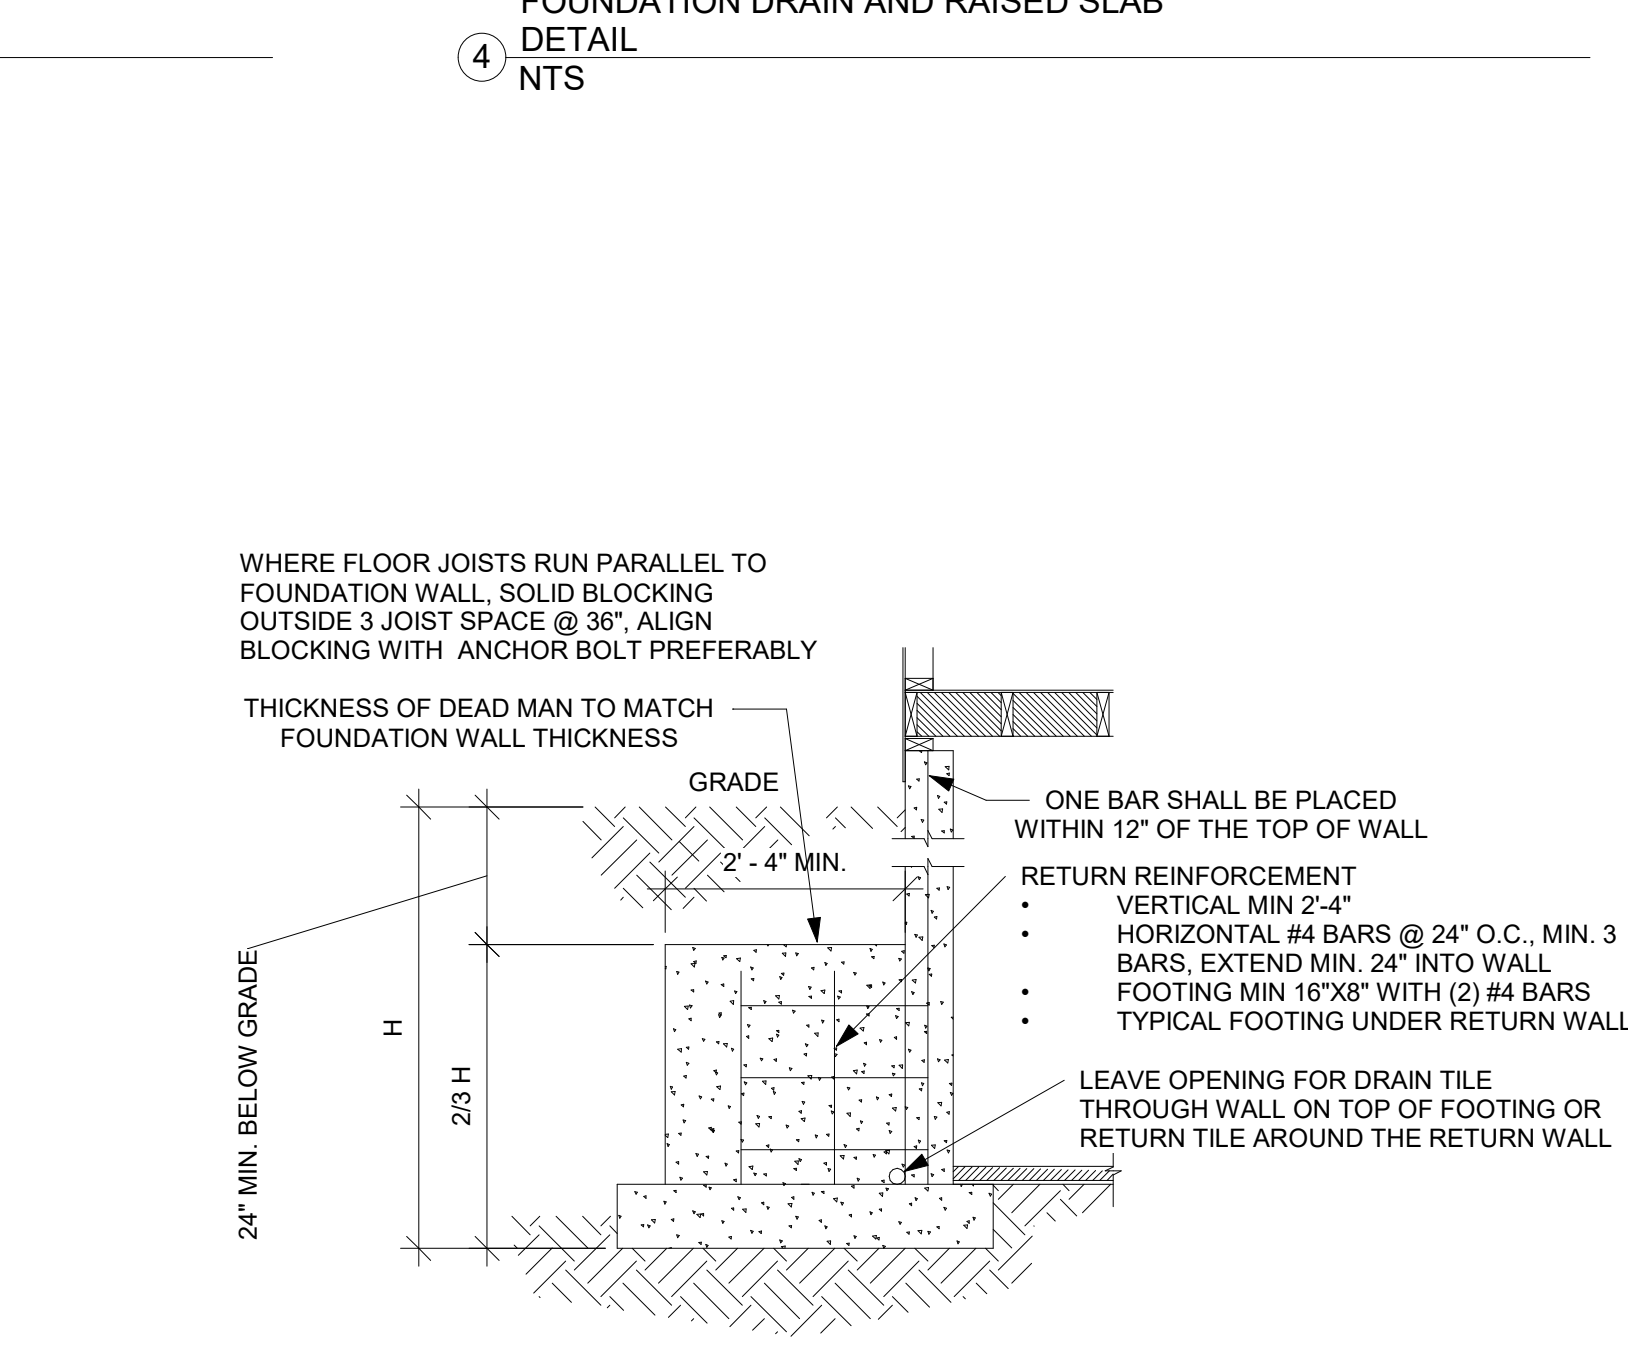 FOUNDATION DRAIN AND RAISED SLAB
DETAIL
4
NTS
WHERE FLOOR JOISTS RUN PARALLEL TO
FOUNDATION WALL, SOLID BLOCKING
OUTSIDE 3 JOIST SPACE @ 36", ALIGN
BLOCKING WITH  ANCHOR BOLT PREFERABLY
THICKNESS OF DEAD MAN TO MATCH
FOUNDATION WALL THICKNESS
GRADE
2' - 4" MIN.
ONE BAR SHALL BE PLACED
WITHIN 12" OF THE TOP OF WALL
RETURN REINFORCEMENT
• VERTICAL MIN 2'-4"
• HORIZONTAL #4 BARS @ 24" O.C., MIN. 3
BARS, EXTEND MIN. 24" INTO WALL
• FOOTING MIN 16"X8" WITH (2) #4 BARS
• TYPICAL FOOTING UNDER RETURN WALL
LEAVE OPENING FOR DRAIN TILE
THROUGH WALL ON TOP OF FOOTING OR
RETURN TILE AROUND THE RETURN WALL
24" MIN. BELOW GRADE
H
2/3 H